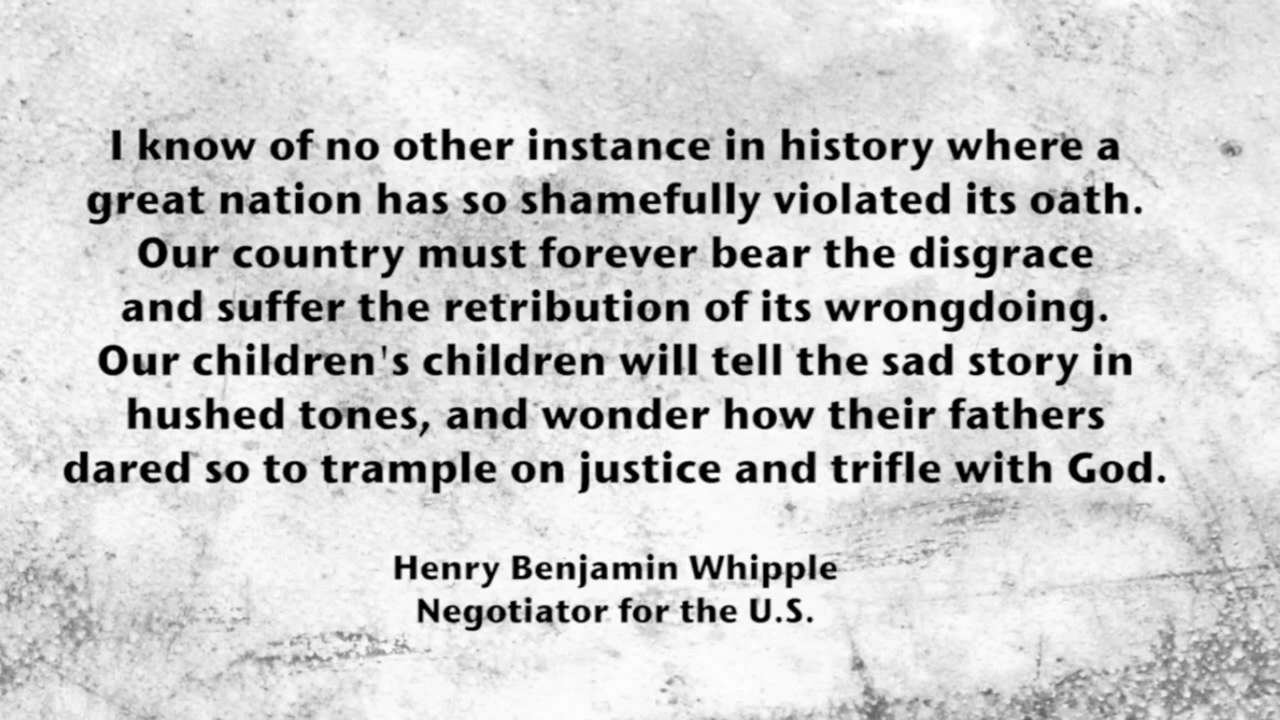 I know of no other instance in history where a
great nation has so shamefully violated its oath.
Our country must forever bear the disgrace
and suffer the retribution of its wrongdoing.
Our children's children will tell the sad story in
hushed tones, and wonder how their fathers
dared so to trample on justice and trifle with God.
Henry Benjamin Whipple
Negotiator for the U.S.